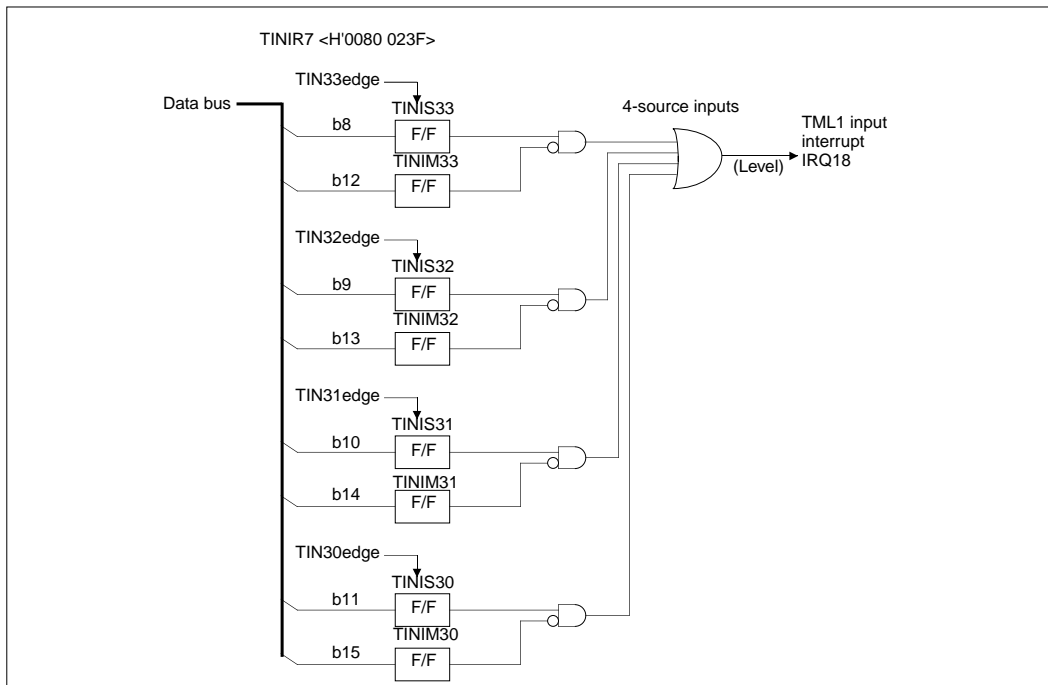 TINIR7 <H'0080 023F>
TIN33edge
Data bus
TINIS33
4-source inputs
b8
F/F
TML1 input
interrupt
IRQ18
(Level)
TINIM33
b12
F/F
TIN32edge
TINIS32
b9
F/F
TINIM32
b13
F/F
TIN31edge
TINIS31
b10
F/F
TINIM31
b14
F/F
TIN30edge
TINIS30
b11
F/F
TINIM30
b15
F/F